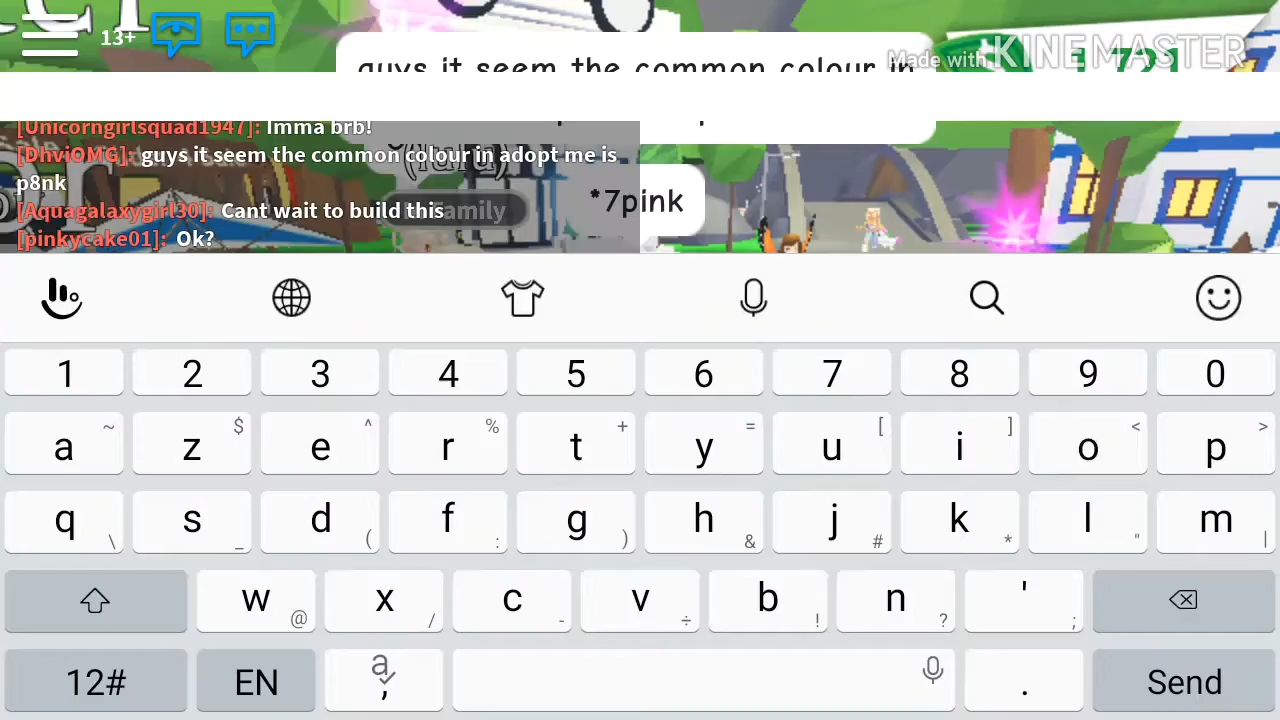 13+
guys it seem the common colour in
Made with KINEMASTER
[Unicorngirlsquad1947]: Imma brb!
[DhviOMG]: guys it seem the common colour in adopt me is
p8nk
[Aquagalaxygirl30]: Cant wait to build this
[pinkycake01]: Ok?
Family
*7pink
1 2 3 4 5 6 7 8 9 0
a ~ z $ e ^ r % t + y = u [ i ] o < p >
q \ s _ d ( f : g ) h & j # k * l " m |
w @ x / c - v ÷ b ! n ? ' ;
12# EN a , . Send